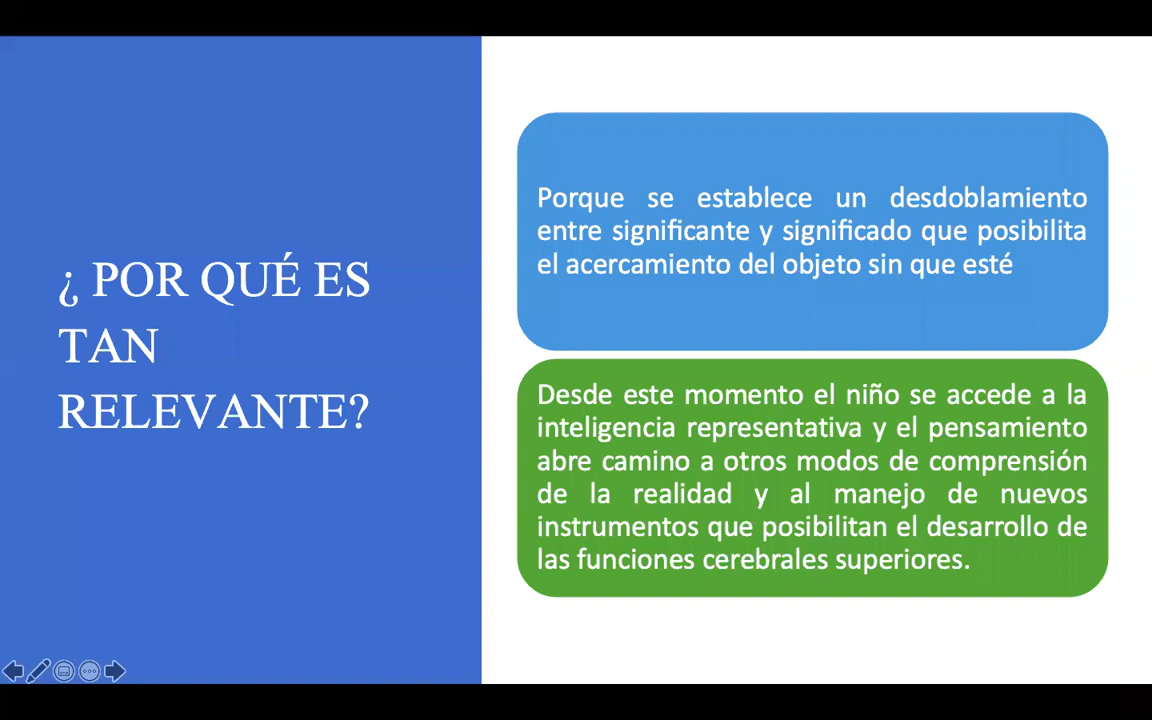 ¿ POR QUÉ ES
TAN
RELEVANTE?
Porque se establece un desdoblamiento
entre significante y significado que posibilita
el acercamiento del objeto sin que esté
Desde este momento el niño se accede a la
inteligencia representativa y el pensamiento
abre camino a otros modos de comprensión
de la realidad y al manejo de nuevos
instrumentos que posibilitan el desarrollo de
las funciones cerebrales superiores.